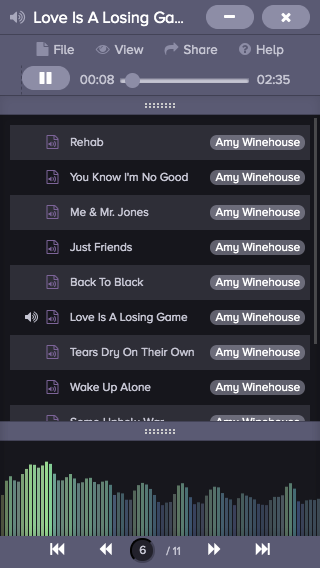 Love Is A Losing Ga...
File View Share Help
00:08 02:35
Rehab Amy Winehouse
You Know I'm No Good Amy Winehouse
Me & Mr. Jones Amy Winehouse
Just Friends Amy Winehouse
Back To Black Amy Winehouse
Love Is A Losing Game Amy Winehouse
Tears Dry On Their Own Amy Winehouse
Wake Up Alone Amy Winehouse
Some Unholy War Amy Winehouse
6 / 11